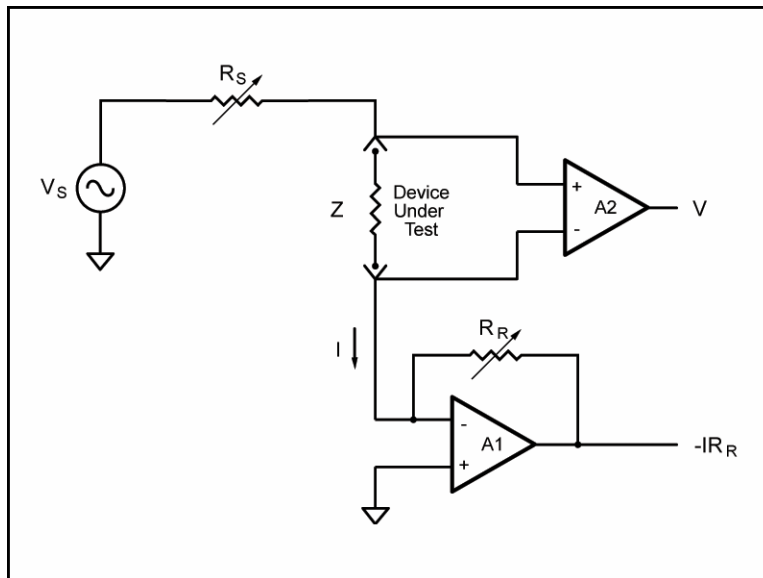 RS
VS
Z
Device
Under
Test
+
A2
-
V
I
RR
-
A1
+
-IRR